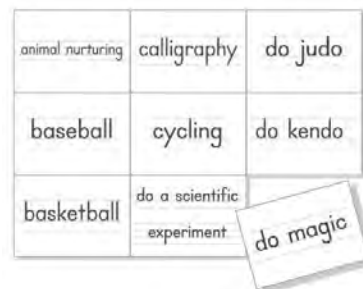 animal nurturing
calligraphy
do judo
baseball
cycling
do kendo
basketball
do a scientific
experiment
do magic